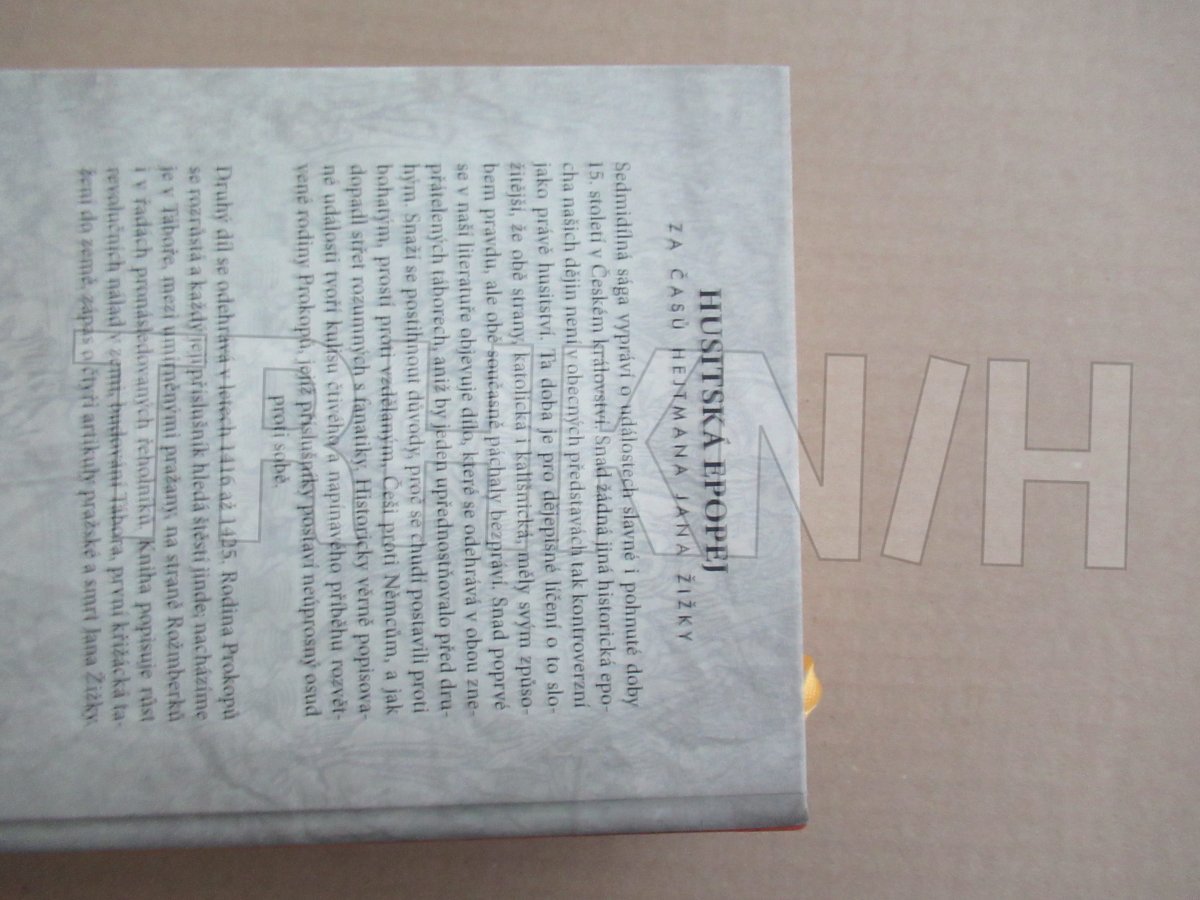 HUSITSKÁ EPOPEJ
ZA ČASŮ HEJTMANA JANA ŽIŽKY
Sedmidílná sága vypráví o událostech slavné i pohnuté doby
15. století v Českém království. Snad žádná jiná historická epo-
cha našich dějin není v obecných představách tak kontroverzní
jako právě husitství. Ta doba je pro dějepisné líčení o to slo-
žitější, že obě strany, katolická i kališnická, měly svým způso-
bem pravdu, ale obě současně páchaly bezpráví. Snad poprvé
se v naší literatuře objevuje dílo, které se odehrává v obou zne-
přátelených táborech, aniž by jeden upřednostňovalo před dru-
hým. Snaží se postihnout důvody, proč se chudí postavili proti
bohatým, prostí proti vzdělaným, Češi proti Němcům, a jak
dopadl střet rozumných s fanatiky. Historicky věrně popisova-
né události tvoří kulisu čtivého a napínavého příběhu rozvět-
vené rodiny Prokopů, jejíž příslušníky postaví neúprosný osud
proti sobě.
Druhý díl se odehrává v letech 1416 až 1425. Rodina Prokopů
se rozrůstá a každý její příslušník hledá štěstí jinde; nacházíme
je v Táboře, mezi umírněnými pražany, na straně Rožmberků
i v řadách pronásledovaných řeholníků. Kniha popisuje růst
revolučních nálad v zemi, budování Tábora, první křížácká ta-
žení do země, zápas o čtyři artikuly pražské a smrt Jana Žižky.